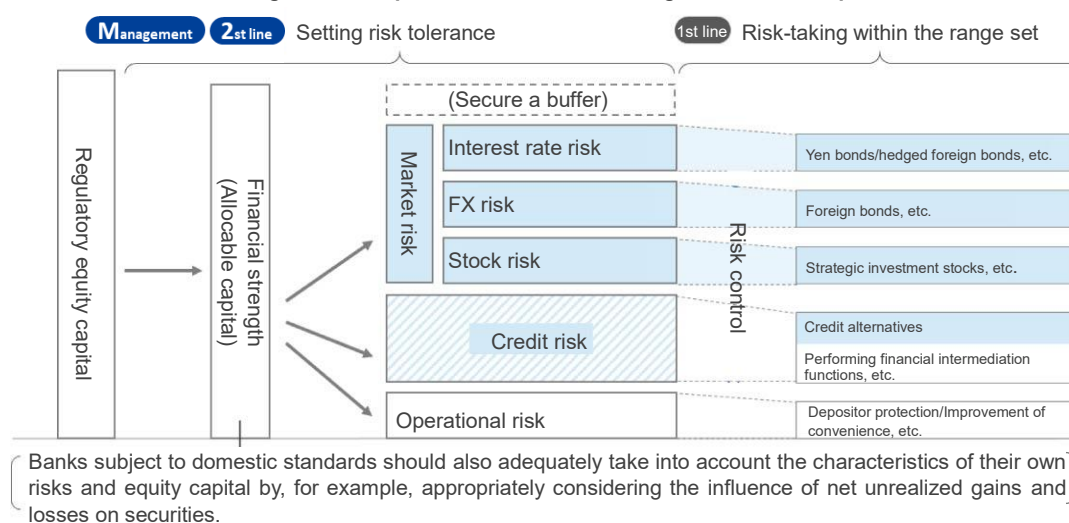 Management 2st line Setting risk tolerance
1st line Risk-taking within the range set
Regulatory equity capital
Financial strength
(Allocable capital)
(Secure a buffer)
Market risk
Interest rate risk
FX risk
Stock risk
Credit risk
Operational risk
Risk control
Yen bonds/hedged foreign bonds, etc.
Foreign bonds, etc.
Strategic investment stocks, etc.
Credit alternatives
Performing financial intermediation
functions, etc.
Depositor protection/Improvement of
convenience, etc.
Banks subject to domestic standards should also adequately take into account the characteristics of their own
risks and equity capital by, for example, appropriately considering the influence of net unrealized gains and
losses on securities.